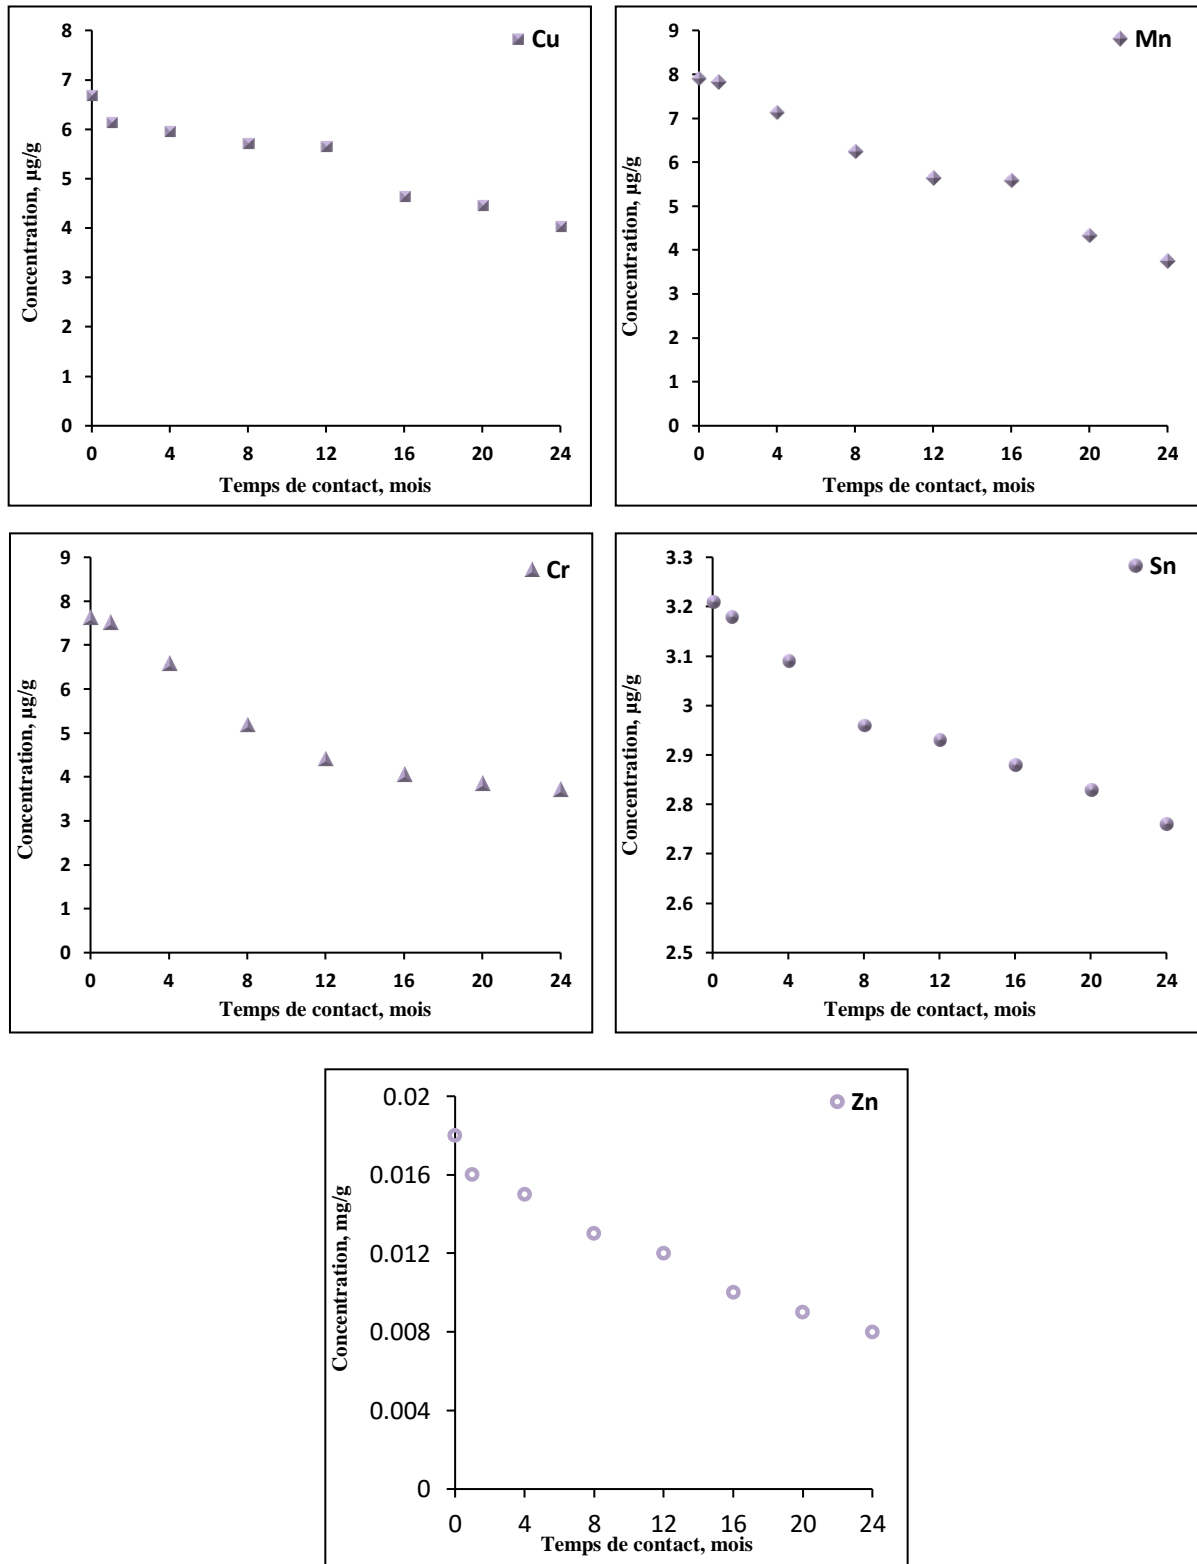 Cu
8
7
6
5
4
3
2
1
0
0 4 8 12 16 20 24
Concentration, µg/g
Temps de contact, mois
Mn
9
8
7
6
5
4
3
2
1
0
0 4 8 12 16 20 24
Concentration, µg/g
Temps de contact, mois
Cr
9
8
7
6
5
4
3
2
1
0
0 4 8 12 16 20 24
Concentration, µg/g
Temps de contact, mois
Sn
3.3
3.2
3.1
3
2.9
2.8
2.7
2.6
2.5
0 4 8 12 16 20 24
Concentration, µg/g
Temps de contact, mois
Zn
0.02
0.016
0.012
0.008
0.004
0
0 4 8 12 16 20 24
Concentration, mg/g
Temps de contact, mois